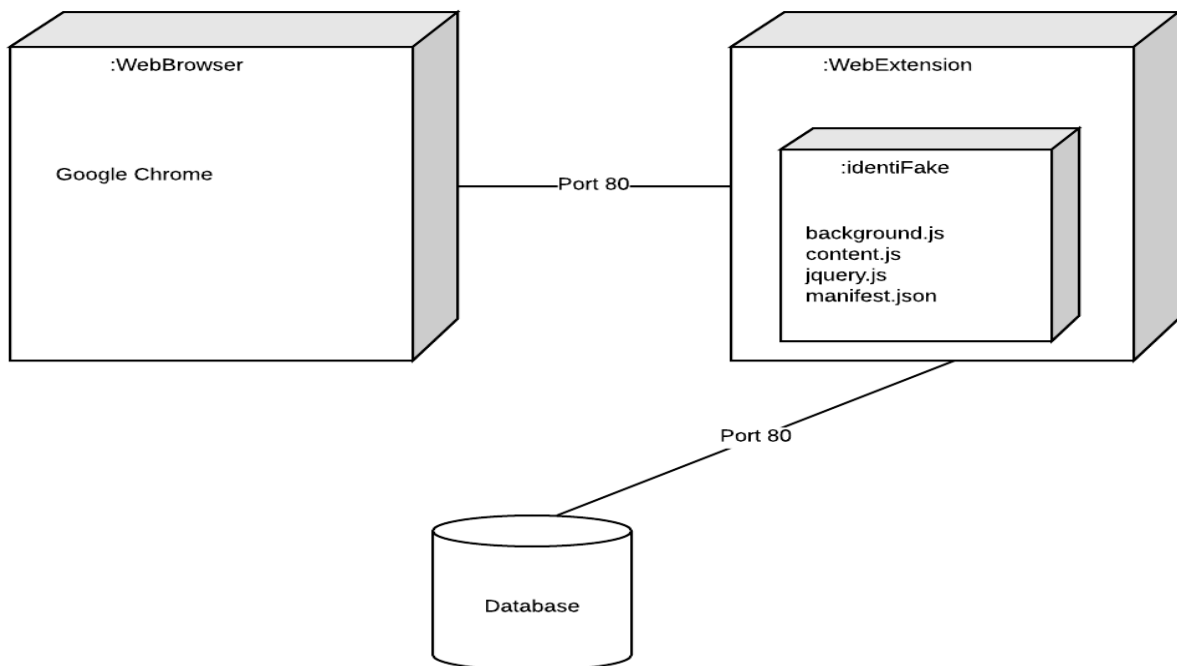 :WebBrowser
Google Chrome
Port 80
:WebExtension
:identiFake
background.js
content.js
jquery.js
manifest.json
Port 80
Database